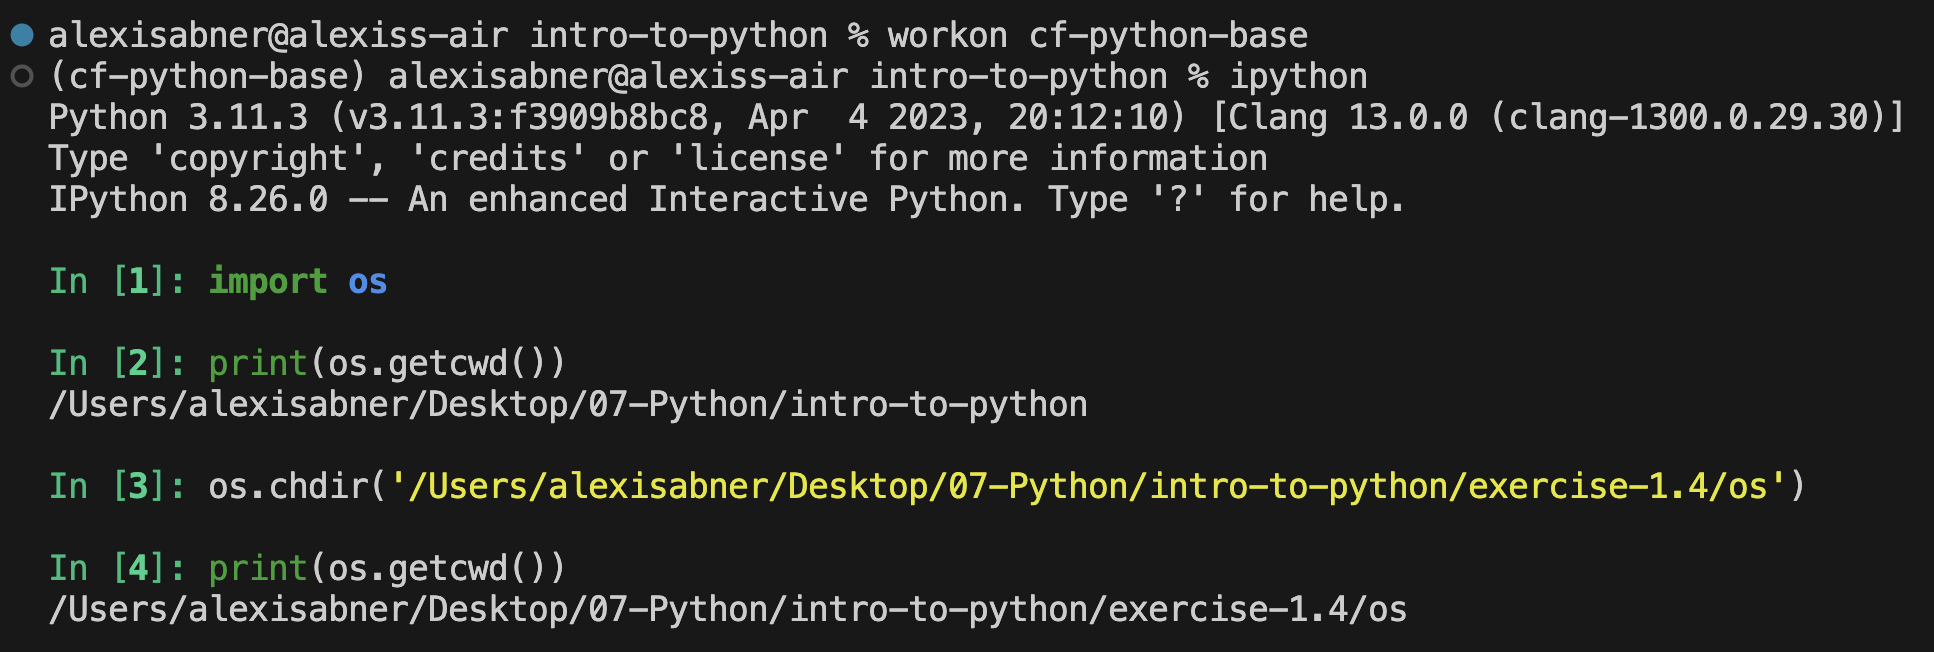 alexisabner@alexiss-air intro-to-python % workon cf-python-base
(cf-python-base) alexisabner@alexiss-air intro-to-python % ipython
Python 3.11.3 (v3.11.3:f3909b8bc8, Apr  4 2023, 20:12:10) [Clang 13.0.0 (clang-1300.0.29.30)]
Type 'copyright', 'credits' or 'license' for more information
IPython 8.26.0 -- An enhanced Interactive Python. Type '?' for help.
In [1]: import os
In [2]: print(os.getcwd())
/Users/alexisabner/Desktop/07-Python/intro-to-python
In [3]: os.chdir('/Users/alexisabner/Desktop/07-Python/intro-to-python/exercise-1.4/os')
In [4]: print(os.getcwd())
/Users/alexisabner/Desktop/07-Python/intro-to-python/exercise-1.4/os